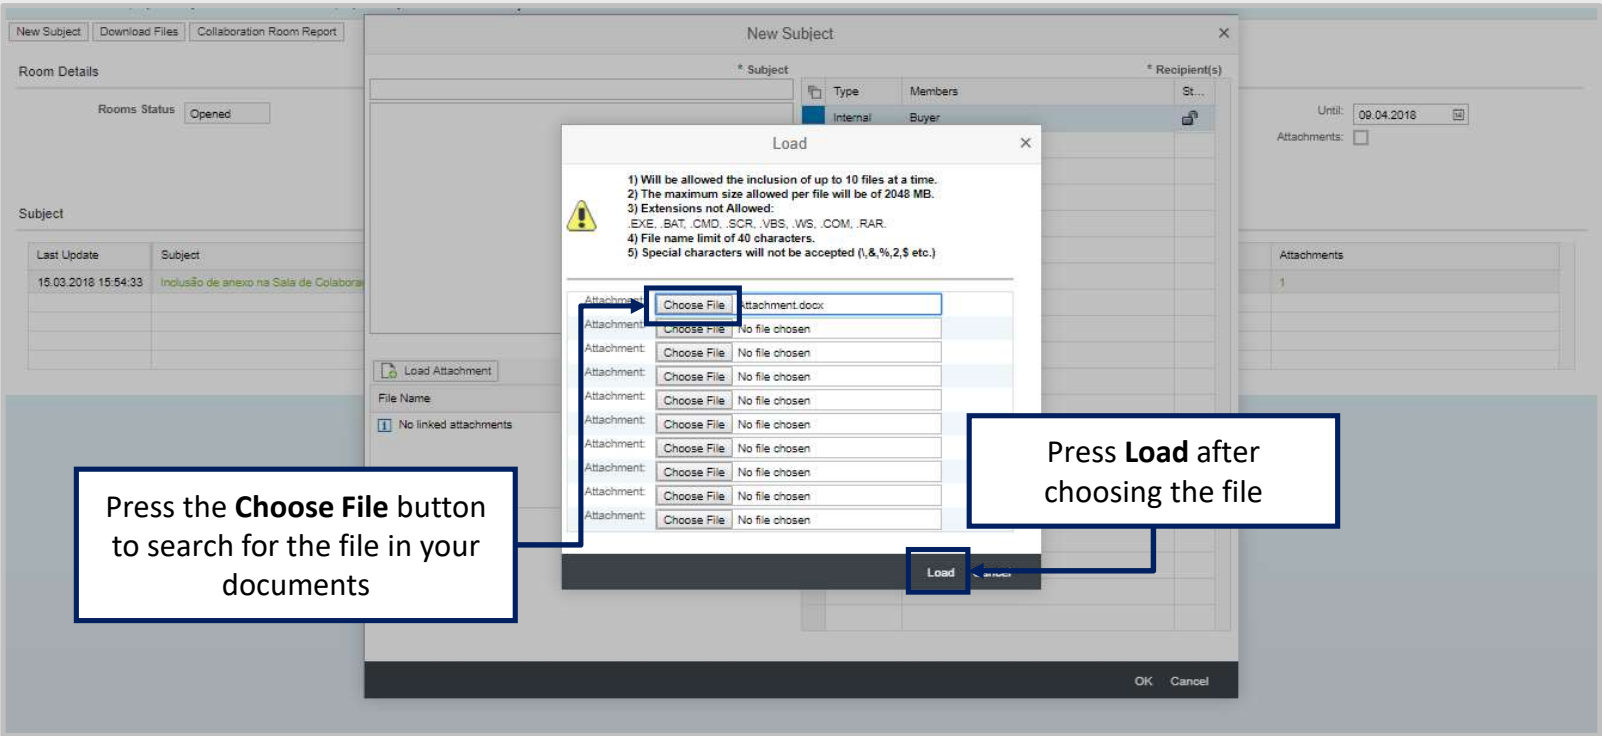 New Subject
Download Files
Collaboration Room Report
New Subject
Room Details
* Subject
* Recipient(s)
Type
Members
St...
Rooms Status
Opened
Internal
Buyer
Until:
09.04.2018
Attachments:
Load
1) Will be allowed the inclusion of up to 10 files at a time.
2) The maximum size allowed per file will be of 2048 MB.
3) Extensions not Allowed:
.EXE, .BAT, .CMD, .SCR, .VBS, .WS, .COM, .RAR.
4) File name limit of 40 characters.
5) Special characters will not be accepted (\,&,%,2,$ etc.)
Subject
Last Update
Subject
Attachments
15.03.2018 15:54:33
Inclusão de anexo na Sala de Colabora
1
Attachment:
Choose File
Attachment.docx
Attachment:
Choose File
No file chosen
Attachment:
Choose File
No file chosen
Attachment:
Choose File
No file chosen
Attachment:
Choose File
No file chosen
Attachment:
Choose File
No file chosen
Attachment:
Choose File
No file chosen
Attachment:
Choose File
No file chosen
Attachment:
Choose File
No file chosen
Attachment:
Choose File
No file chosen
Load Attachment
File Name
No linked attachments
Press the Choose File button
to search for the file in your
documents
Press Load after
choosing the file
Load
Cancel
OK
Cancel